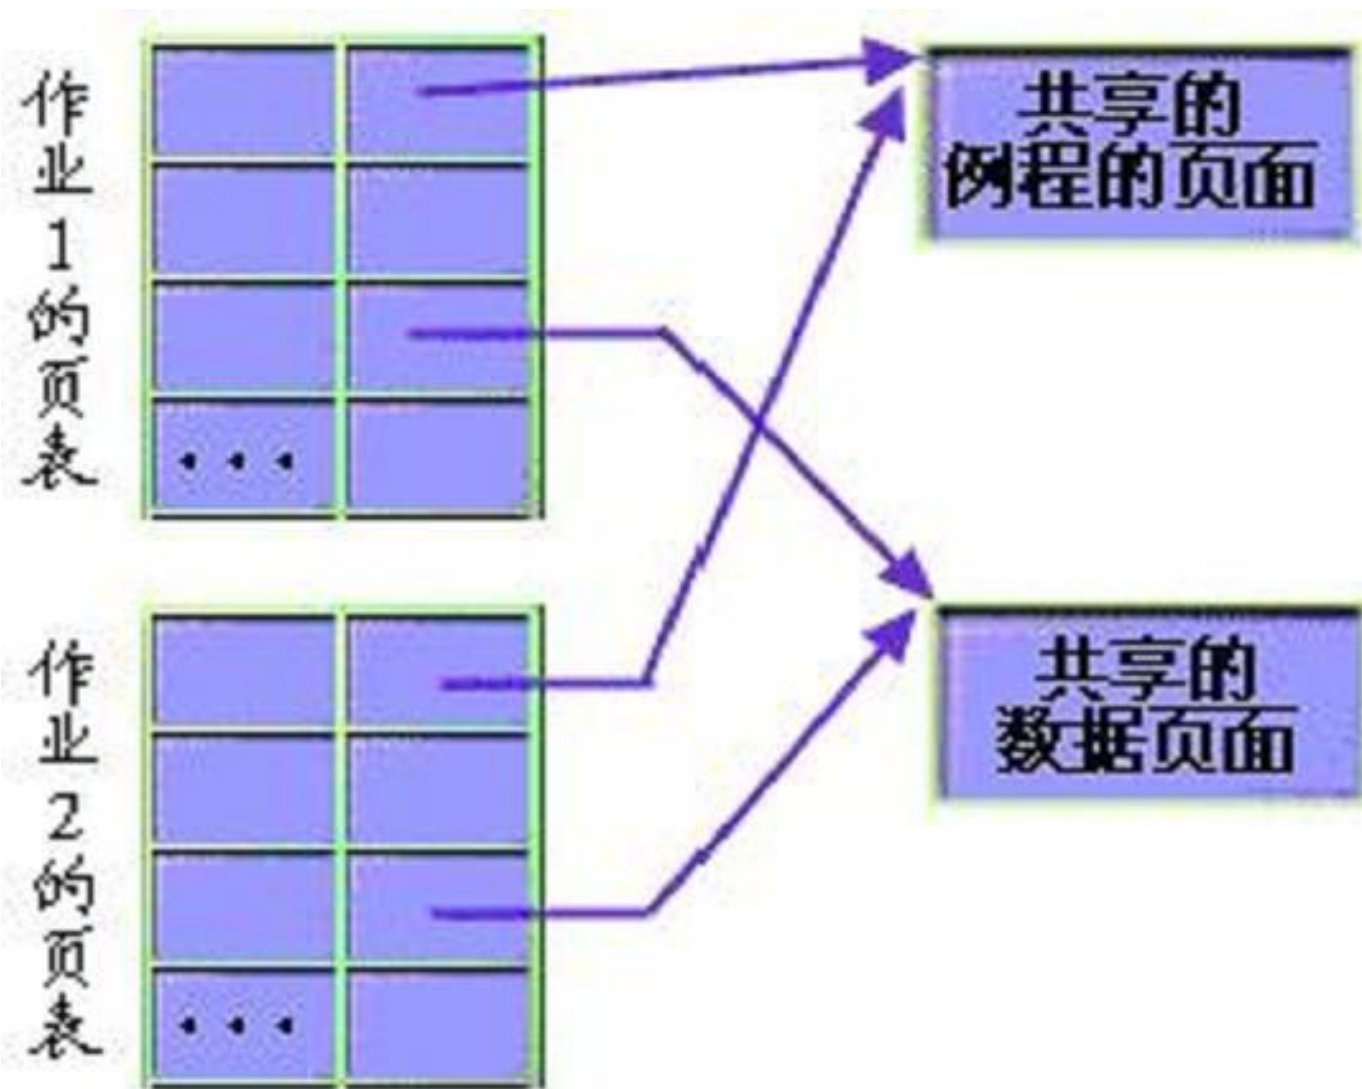 作业1的页表
共享的
例程的页面
• • •
作业2的页表
共享的
数据页面
• • •